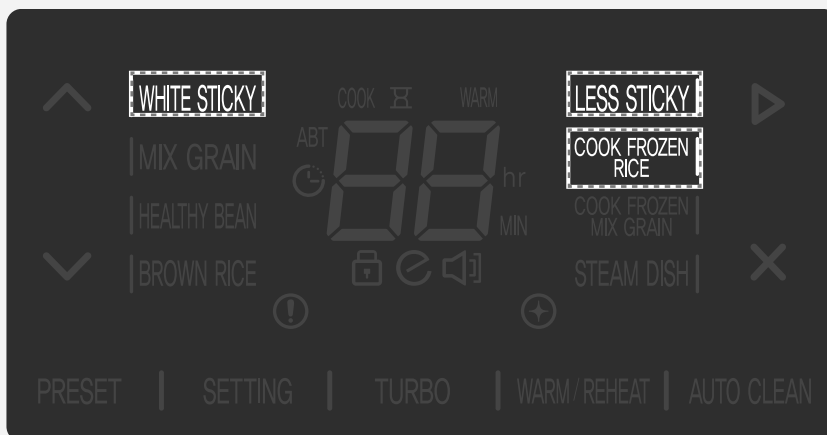 WHITE STICKY
COOK
WARM
LESS STICKY
ABT
MIX GRAIN
88
hr
COOK FROZEN
RICE
HEALTHY BEAN
MIN
COOK FROZEN
MIX GRAIN
BROWN RICE
STEAM DISH
PRESET | SETTING | TURBO | WARM / REHEAT | AUTO CLEAN